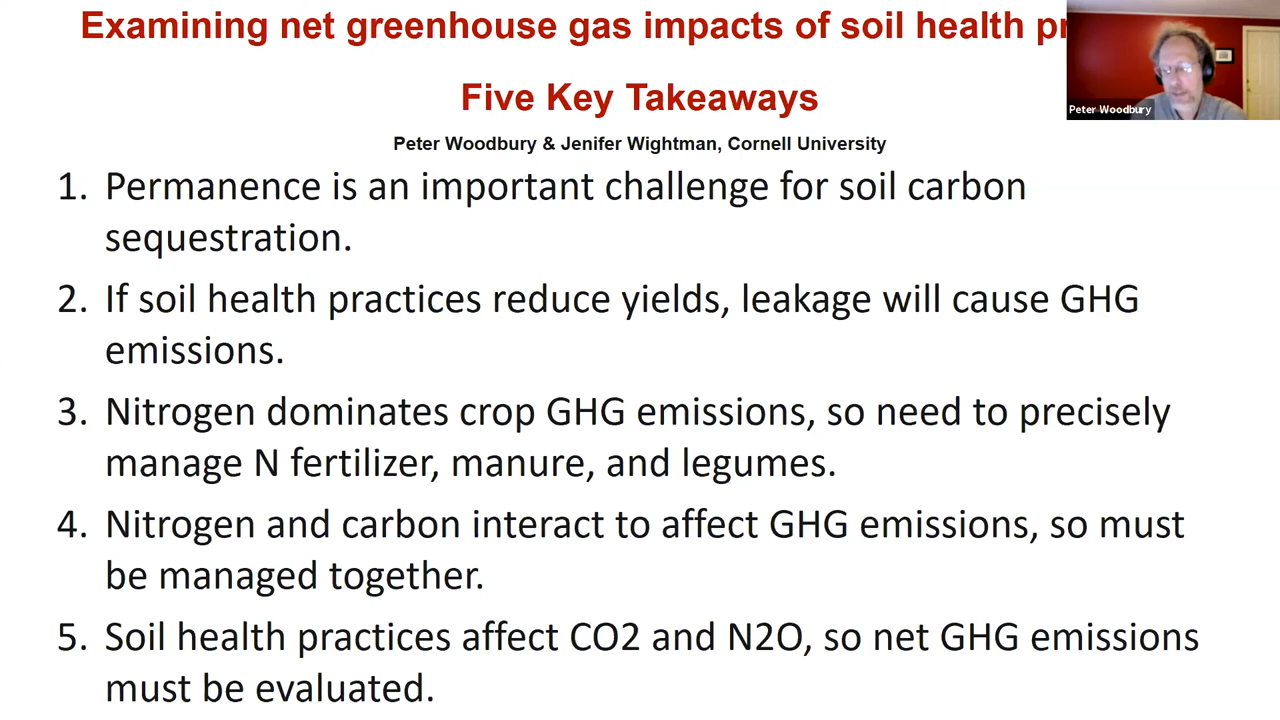 Examining net greenhouse gas impacts of soil health
Five Key Takeaways
Peter Woodbury
Peter Woodbury & Jenifer Wightman, Cornell University
1. Permanence is an important challenge for soil carbon
sequestration.
2. If soil health practices reduce yields, leakage will cause GHG
emissions.
3. Nitrogen dominates crop GHG emissions, so need to precisely
manage N fertilizer, manure, and legumes.
4. Nitrogen and carbon interact to affect GHG emissions, so must
be managed together.
5. Soil health practices affect CO2 and N2O, so net GHG emissions
must be evaluated.